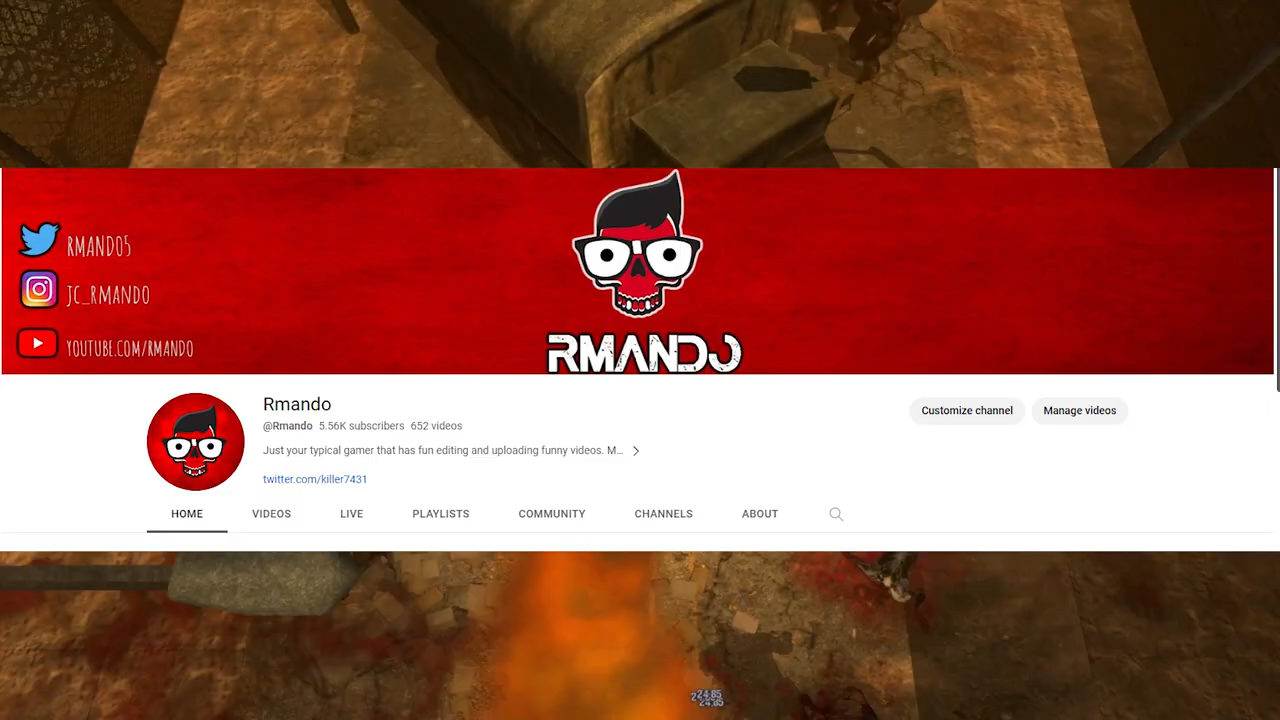 RMANDO5
JC_RMANDO
YOUTUBE.COM/RMANDO
RMANDO
Rmando
@Rmando 5.56K subscribers 652 videos
Just your typical gamer that has fun editing and uploading funny videos. M...
twitter.com/killer7431
Customize channel Manage videos
HOME VIDEOS LIVE PLAYLISTS COMMUNITY CHANNELS ABOUT
24.85